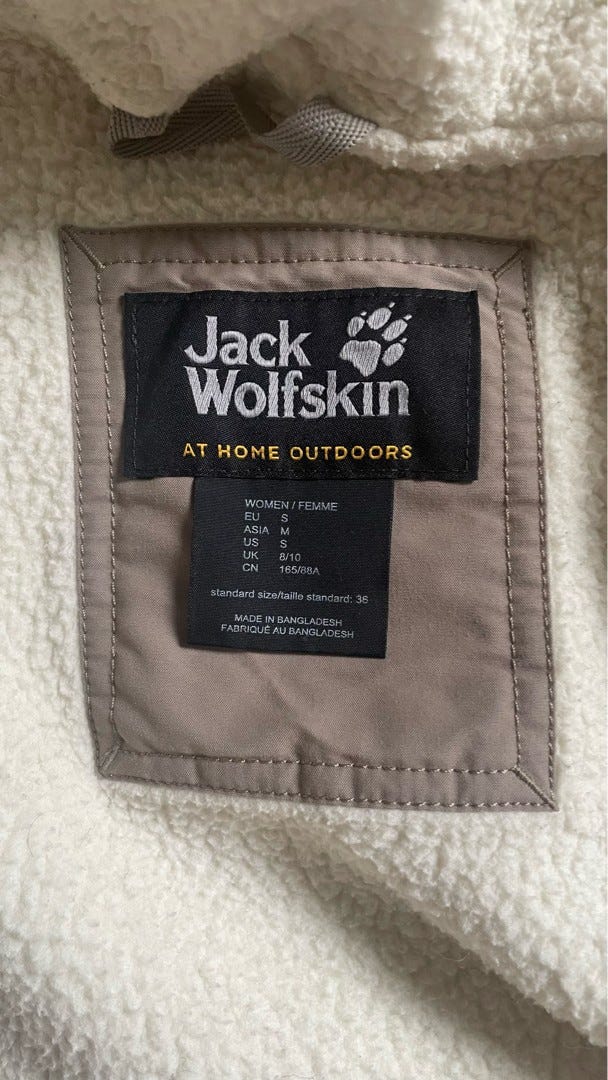 Jack
Wolfskin
AT HOME OUTDOORS
WOMEN / FEMME
EU S
ASIA M
US S
UK 8/10
CN 165/88A
standard size/taille standard: 36
MADE IN BANGLADESH
FABRIQUÉ AU BANGLADESH